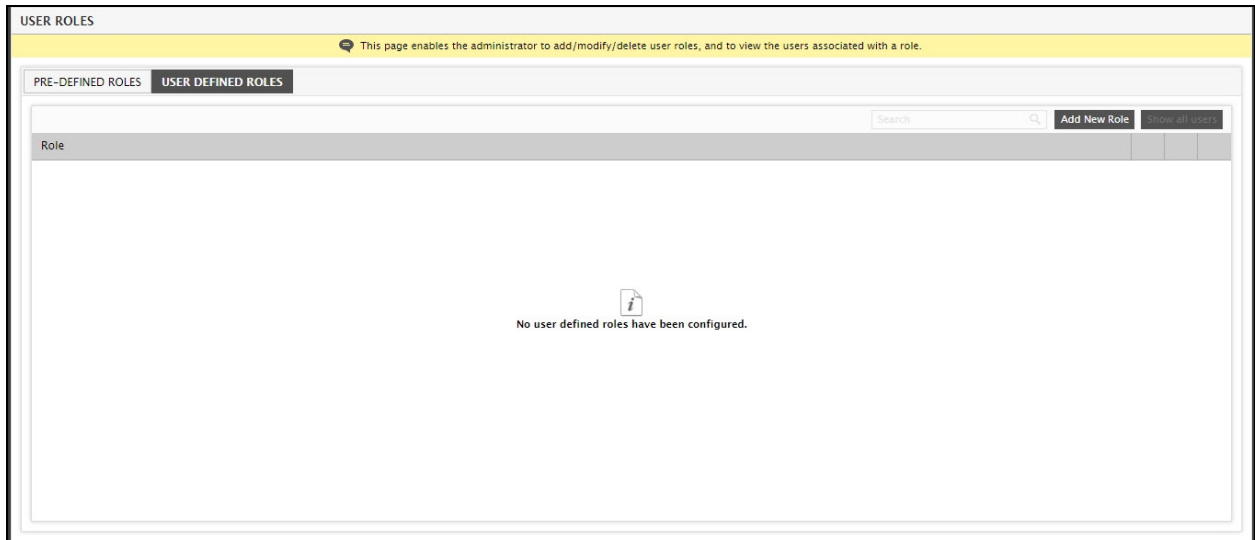 USER ROLES
This page enables the administrator to add/modify/delete user roles, and to view the users associated with a role.
PRE-DEFINED ROLES USER DEFINED ROLES
Search Add New Role Show all users
Role
No user defined roles have been configured.